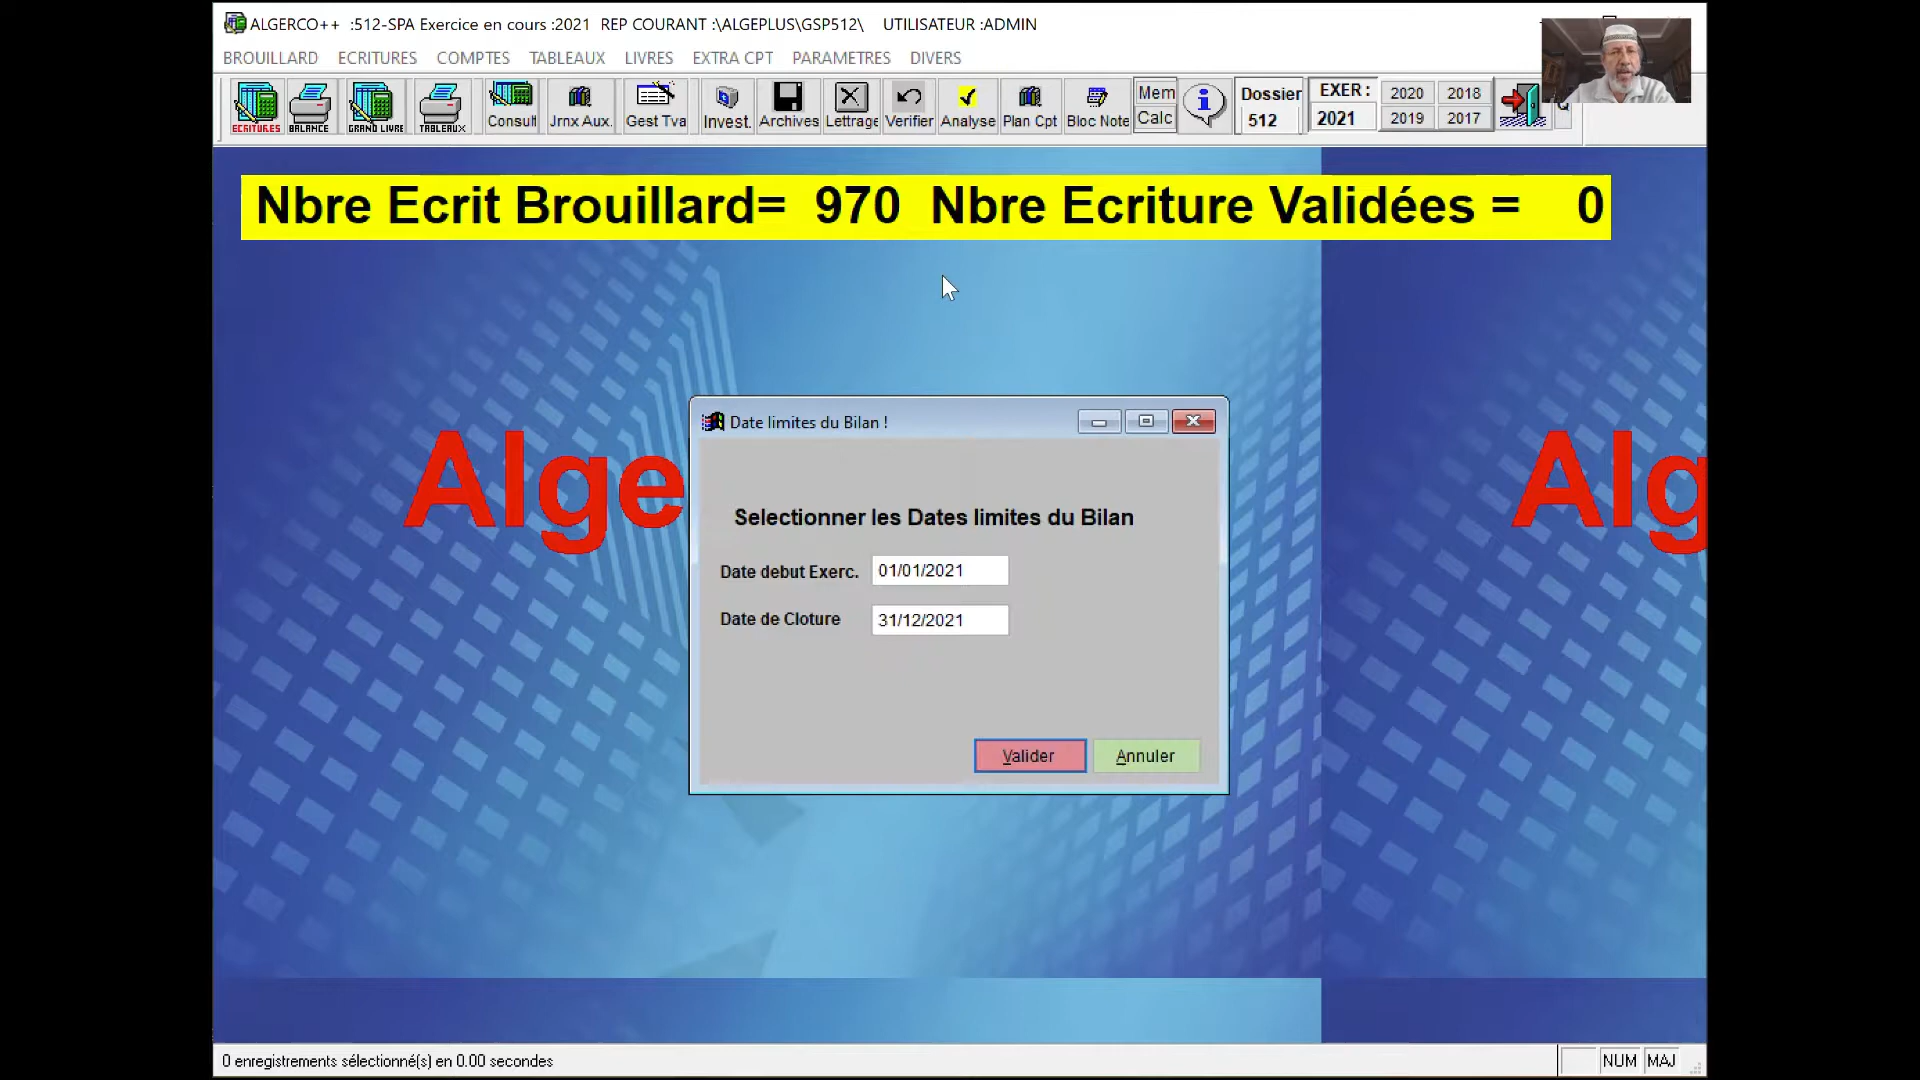 ALGERCO++ :512-SPA Exercice en cours :2021 REP COURANT :\ALGEPLUS\GSP512\ UTILISATEUR :ADMIN
BROUILLARD ECRITURES COMPTES TABLEAUX LIVRES EXTRA CPT PARAMETRES DIVERS
ECRITURES BALANCE GRAND LIVRE TABLEAUX Consult Jrnx Aux. Gest Tva Invest. Archives Lettrage Verifier Analyse Plan Cpt Bloc Note
Mem
Calc
Dossier
512
EXER :
2021
2020 2018
2019 2017
Nbre Ecrit Brouillard= 970 Nbre Ecriture Validées = 0
Alge
Alg
Date limites du Bilan !
Selectionner les Dates limites du Bilan
Date debut Exerc. 01/01/2021
Date de Cloture 31/12/2021
Valider Annuler
0 enregistrements sélectionné(s) en 0.00 secondes
NUM MAJ